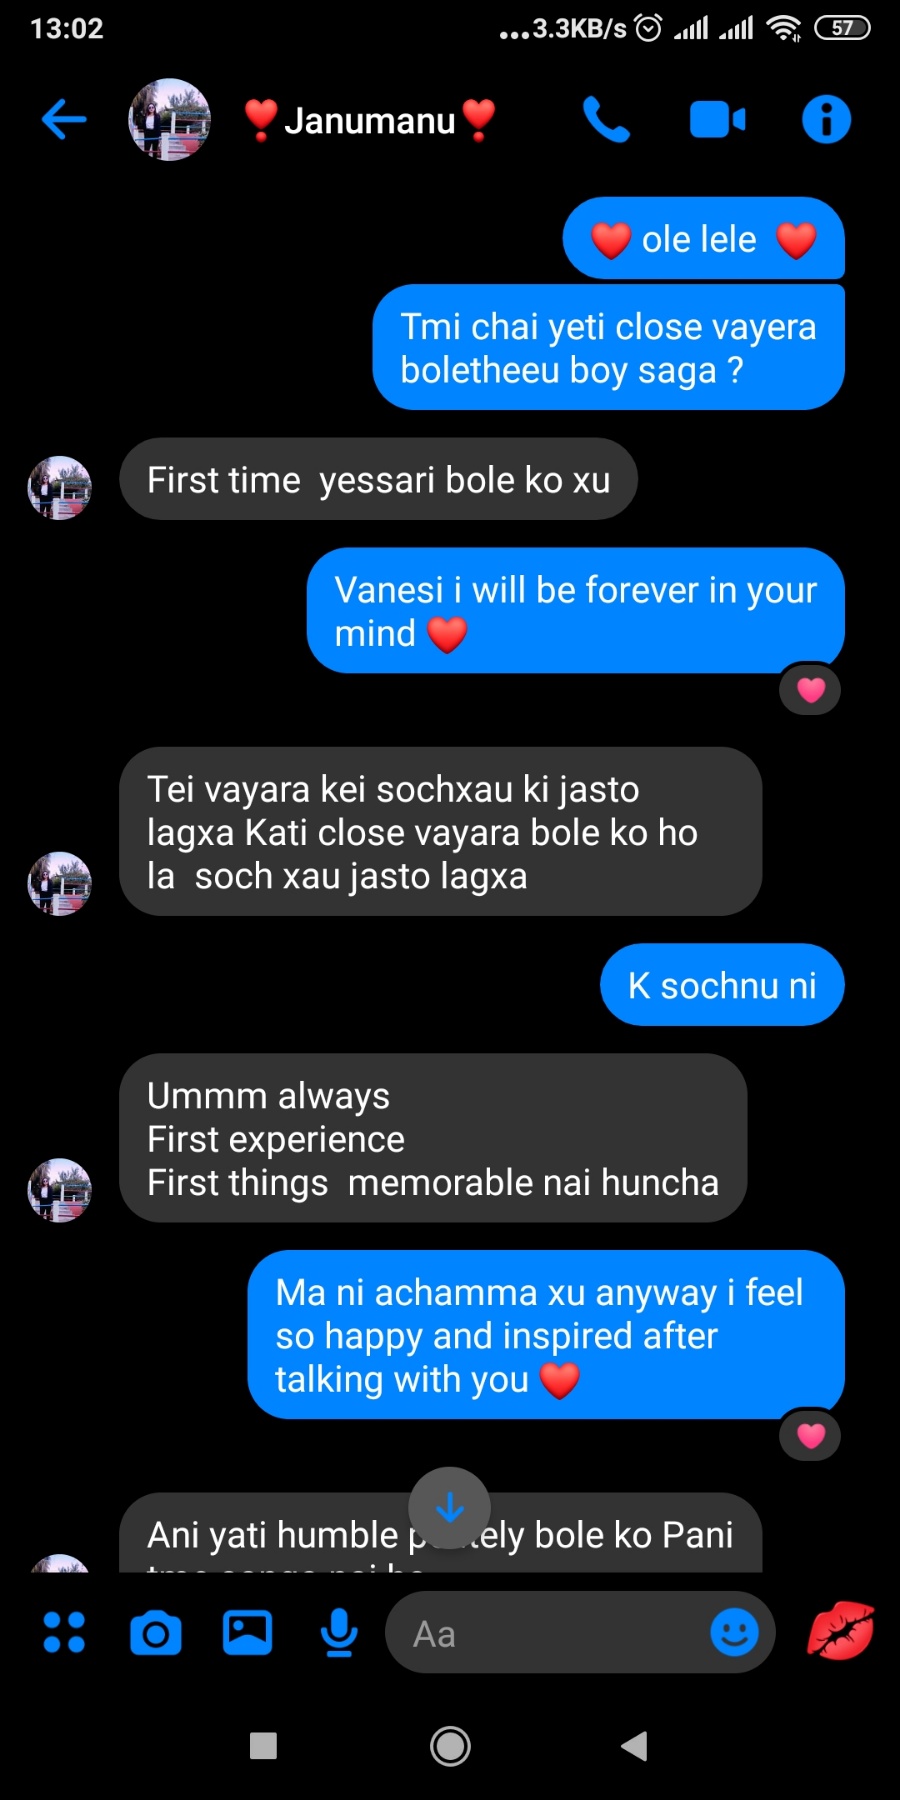 13:02
...3.3KB/s
57
❣️Janumanu❣️
❤️ ole lele ❤️
Tmi chai yeti close vayera
boletheeu boy saga ?
First time yessari bole ko xu
Vanesi i will be forever in your
mind ❤️
Tei vayara kei sochxau ki jasto
lagxa Kati close vayara bole ko ho
la soch xau jasto lagxa
K sochnu ni
Ummm always
First experience
First things memorable nai huncha
Ma ni achamma xu anyway i feel
so happy and inspired after
talking with you ❤️
Ani yati humble bole ko Pani
Aa